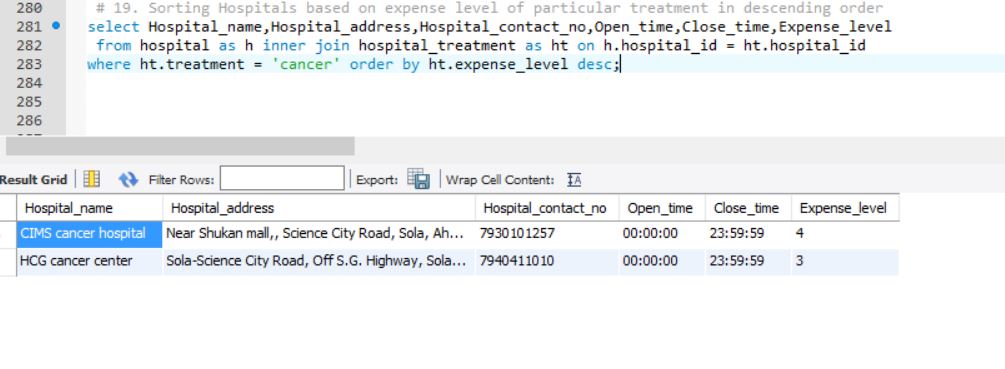 280 # 19. Sorting Hospitals based on expense level of particular treatment in descending order
281 select Hospital_name,Hospital_address,Hospital_contact_no,Open_time,Close_time,Expense_level
282 from hospital as h inner join hospital_treatment as ht on h.hospital_id = ht.hospital_id
283 where ht.treatment = 'cancer' order by ht.expense_level desc;
284
285
286
Result Grid Filter Rows: Export: Wrap Cell Content:
Hospital_name Hospital_address Hospital_contact_no Open_time Close_time Expense_level
CIMS cancer hospital Near Shukan mall,, Science City Road, Sola, Ah... 7930101257 00:00:00 23:59:59 4
HCG cancer center Sola-Science City Road, Off S.G. Highway, Sola... 7940411010 00:00:00 23:59:59 3